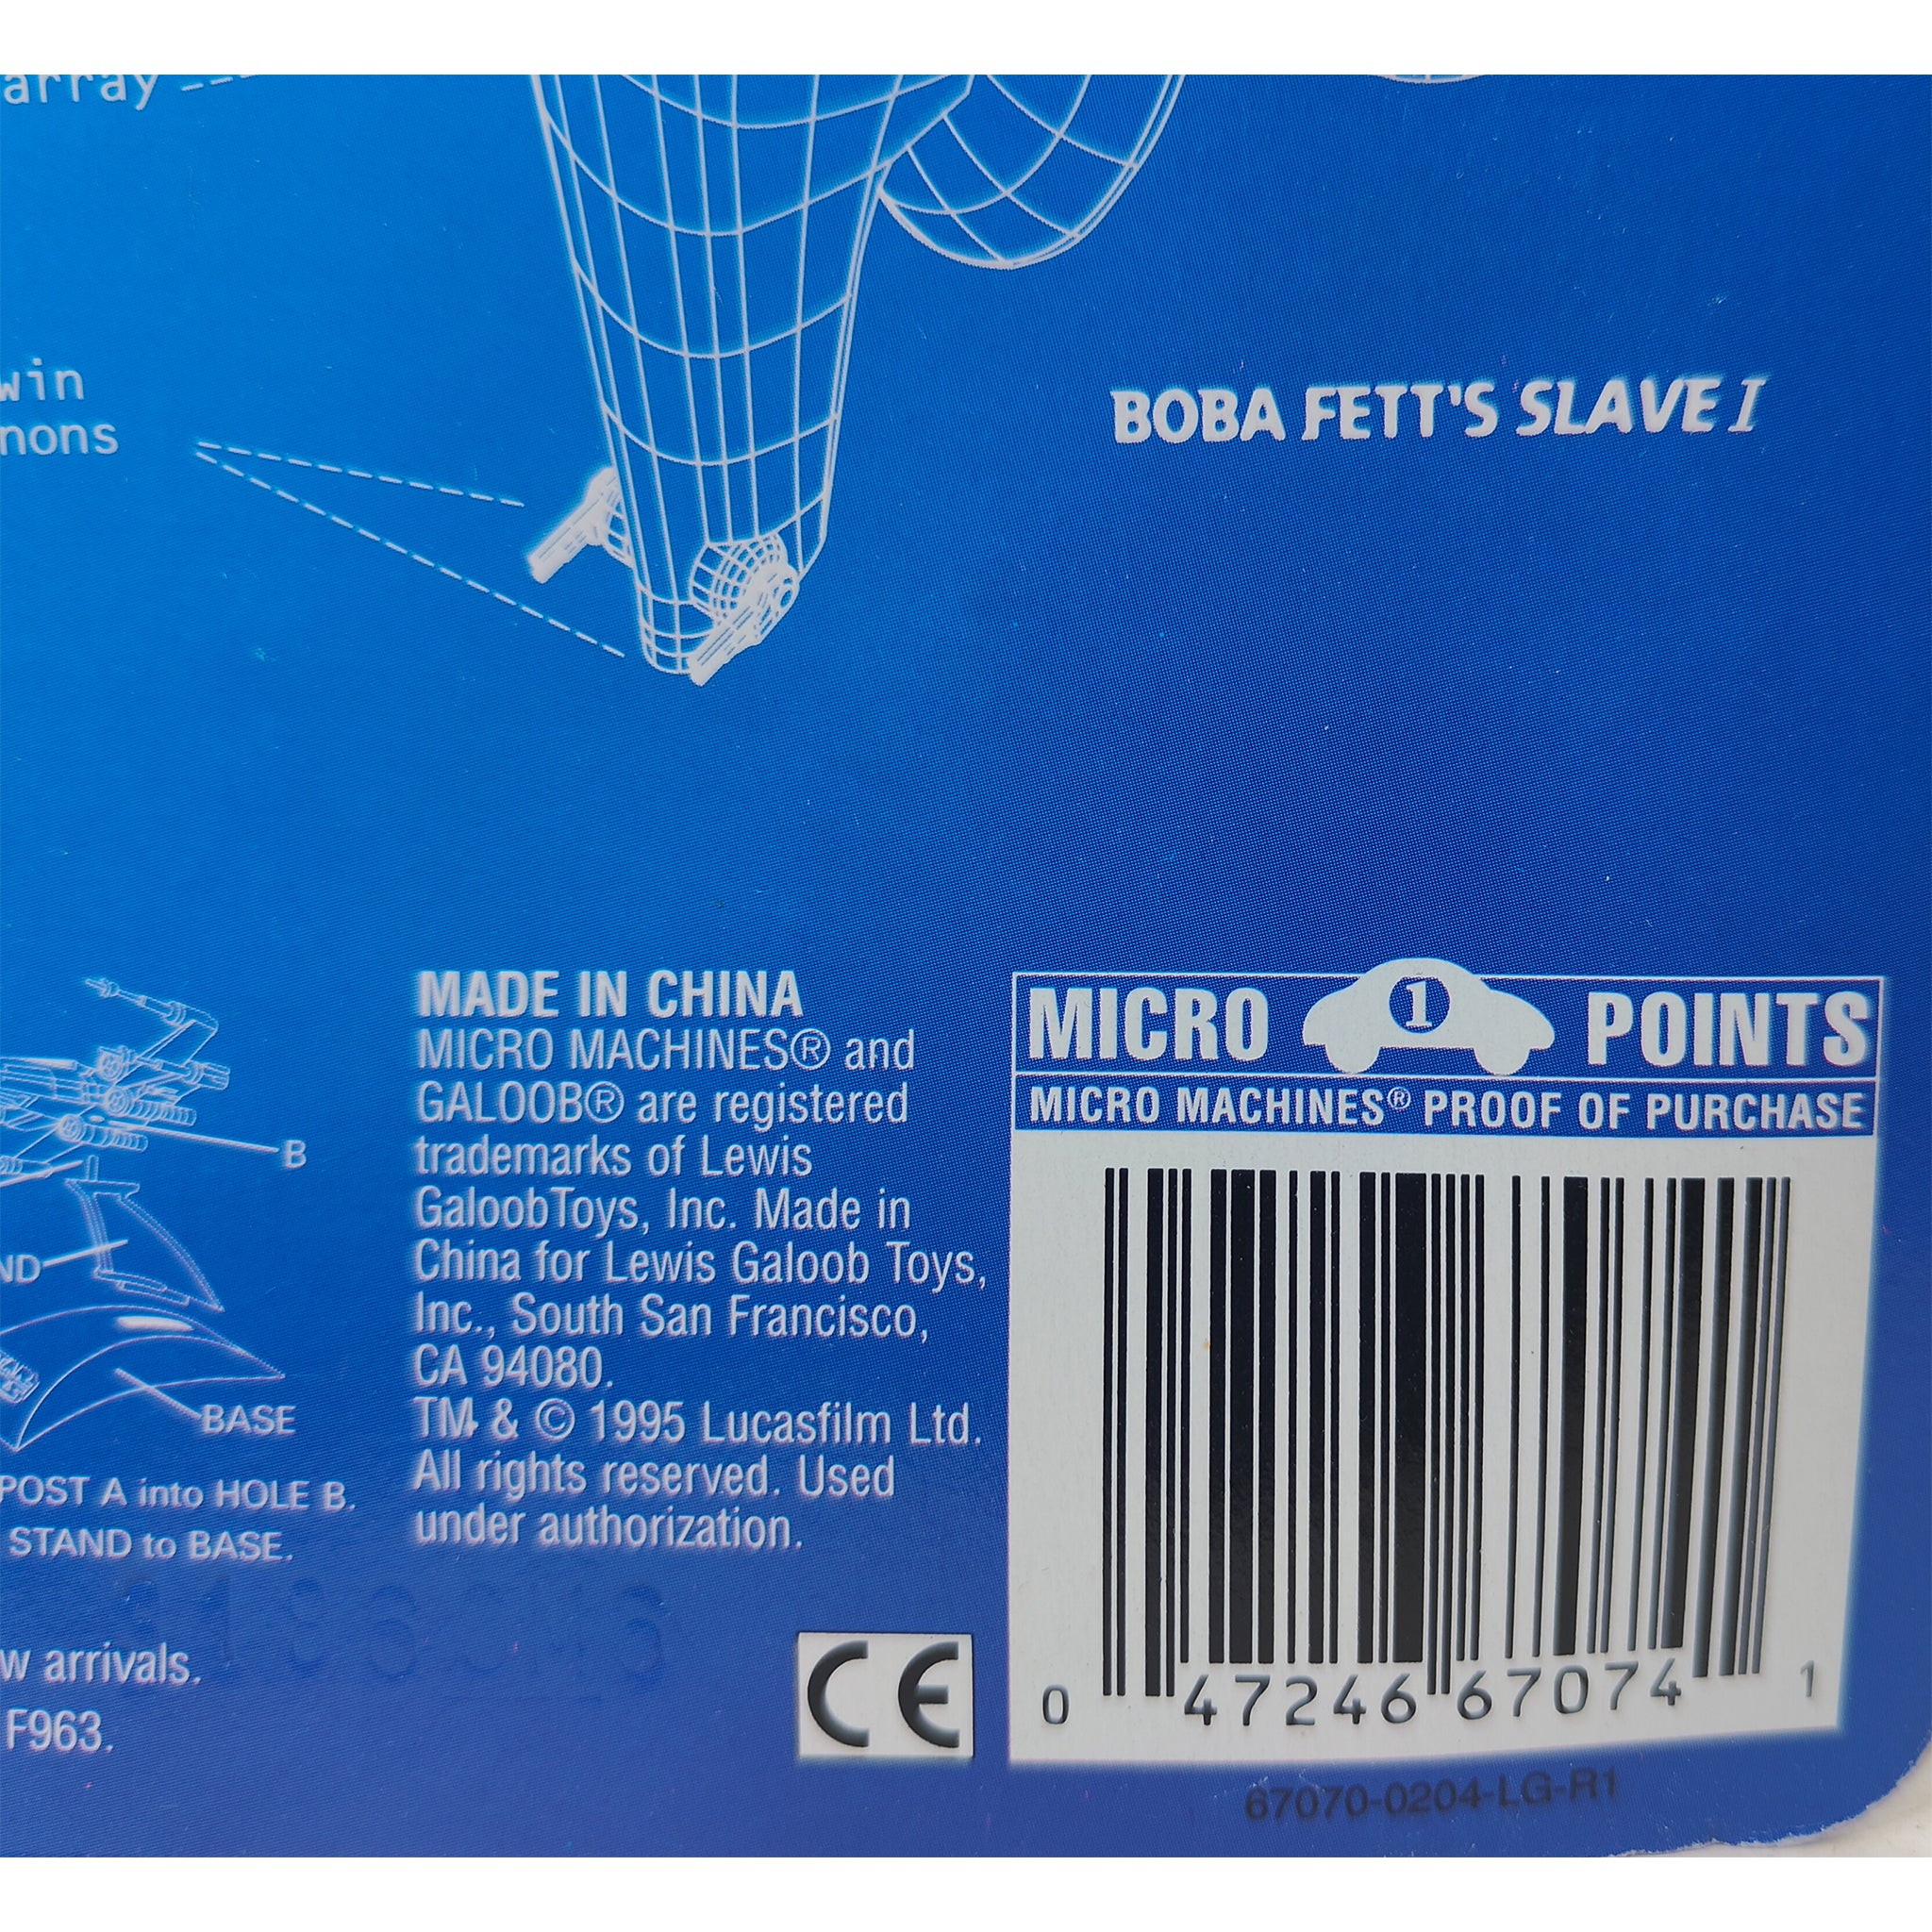 array
win
nons
BOBA FETT'S SLAVE I
B
ND
BASE
POST A into HOLE B.
STAND to BASE.
w arrivals.
F963.
MADE IN CHINA
MICRO MACHINES® and
GALOOB® are registered
trademarks of Lewis
GaloobToys, Inc. Made in
China for Lewis Galoob Toys,
Inc., South San Francisco,
CA 94080.
TM & © 1995 Lucasfilm Ltd.
All rights reserved. Used
under authorization.
CE
MICRO 1 POINTS
MICRO MACHINES® PROOF OF PURCHASE
0 47246 67074 1
67070-0204-LG-R1